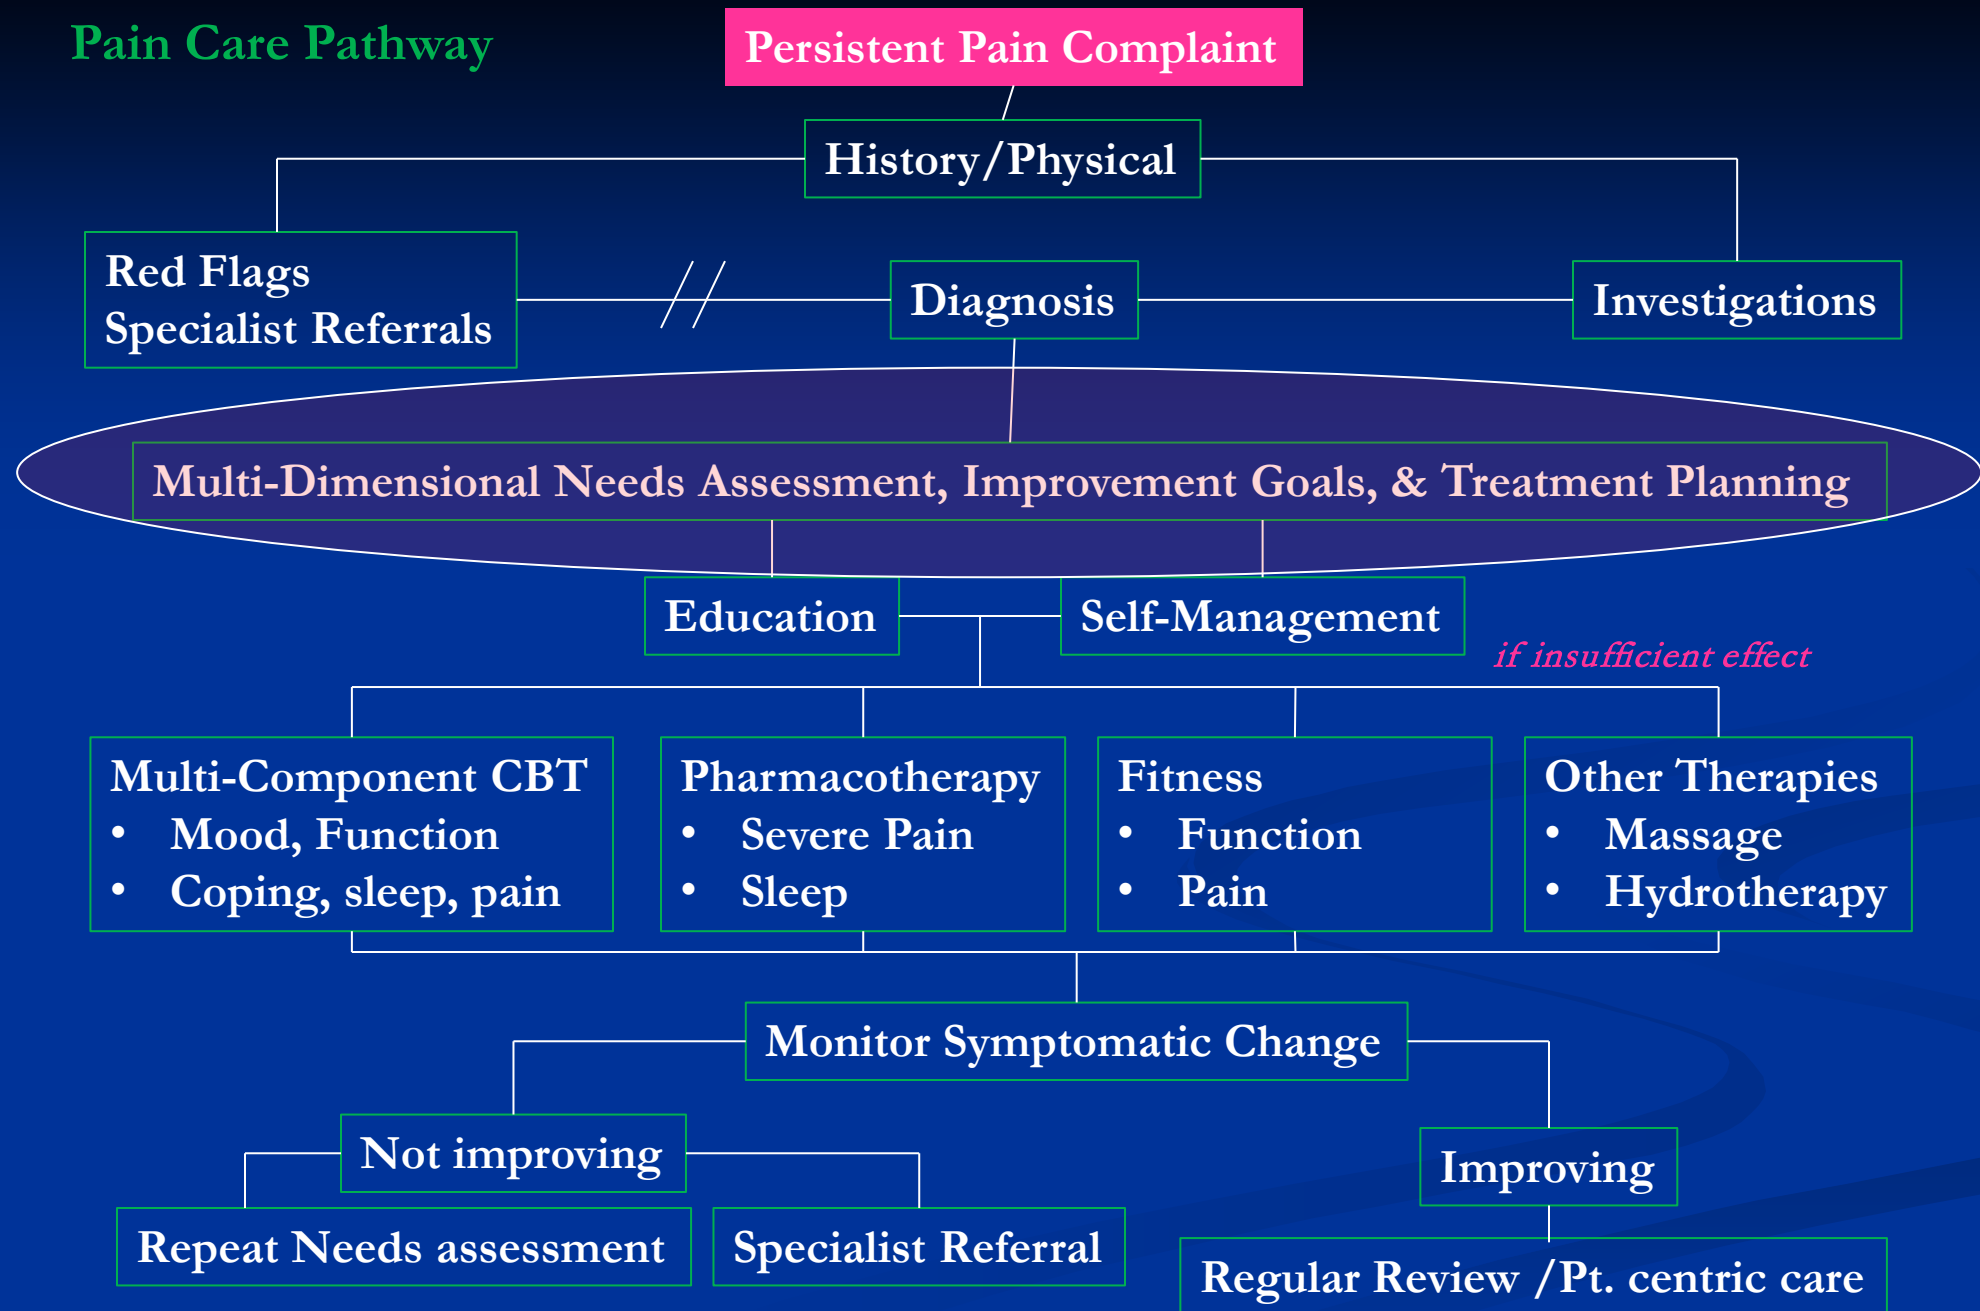 Pain Care Pathway
Persistent Pain Complaint
History/Physical
Red Flags
Specialist Referrals
Diagnosis
Investigations
Multi-Dimensional Needs Assessment, Improvement Goals, & Treatment Planning
Education
Self-Management
if insufficient effect
Multi-Component CBT
• Mood, Function
• Coping, sleep, pain
Pharmacotherapy
• Severe Pain
• Sleep
Fitness
• Function
• Pain
Other Therapies
• Massage
• Hydrotherapy
Monitor Symptomatic Change
Not improving
Improving
Repeat Needs assessment
Specialist Referral
Regular Review /Pt. centric care